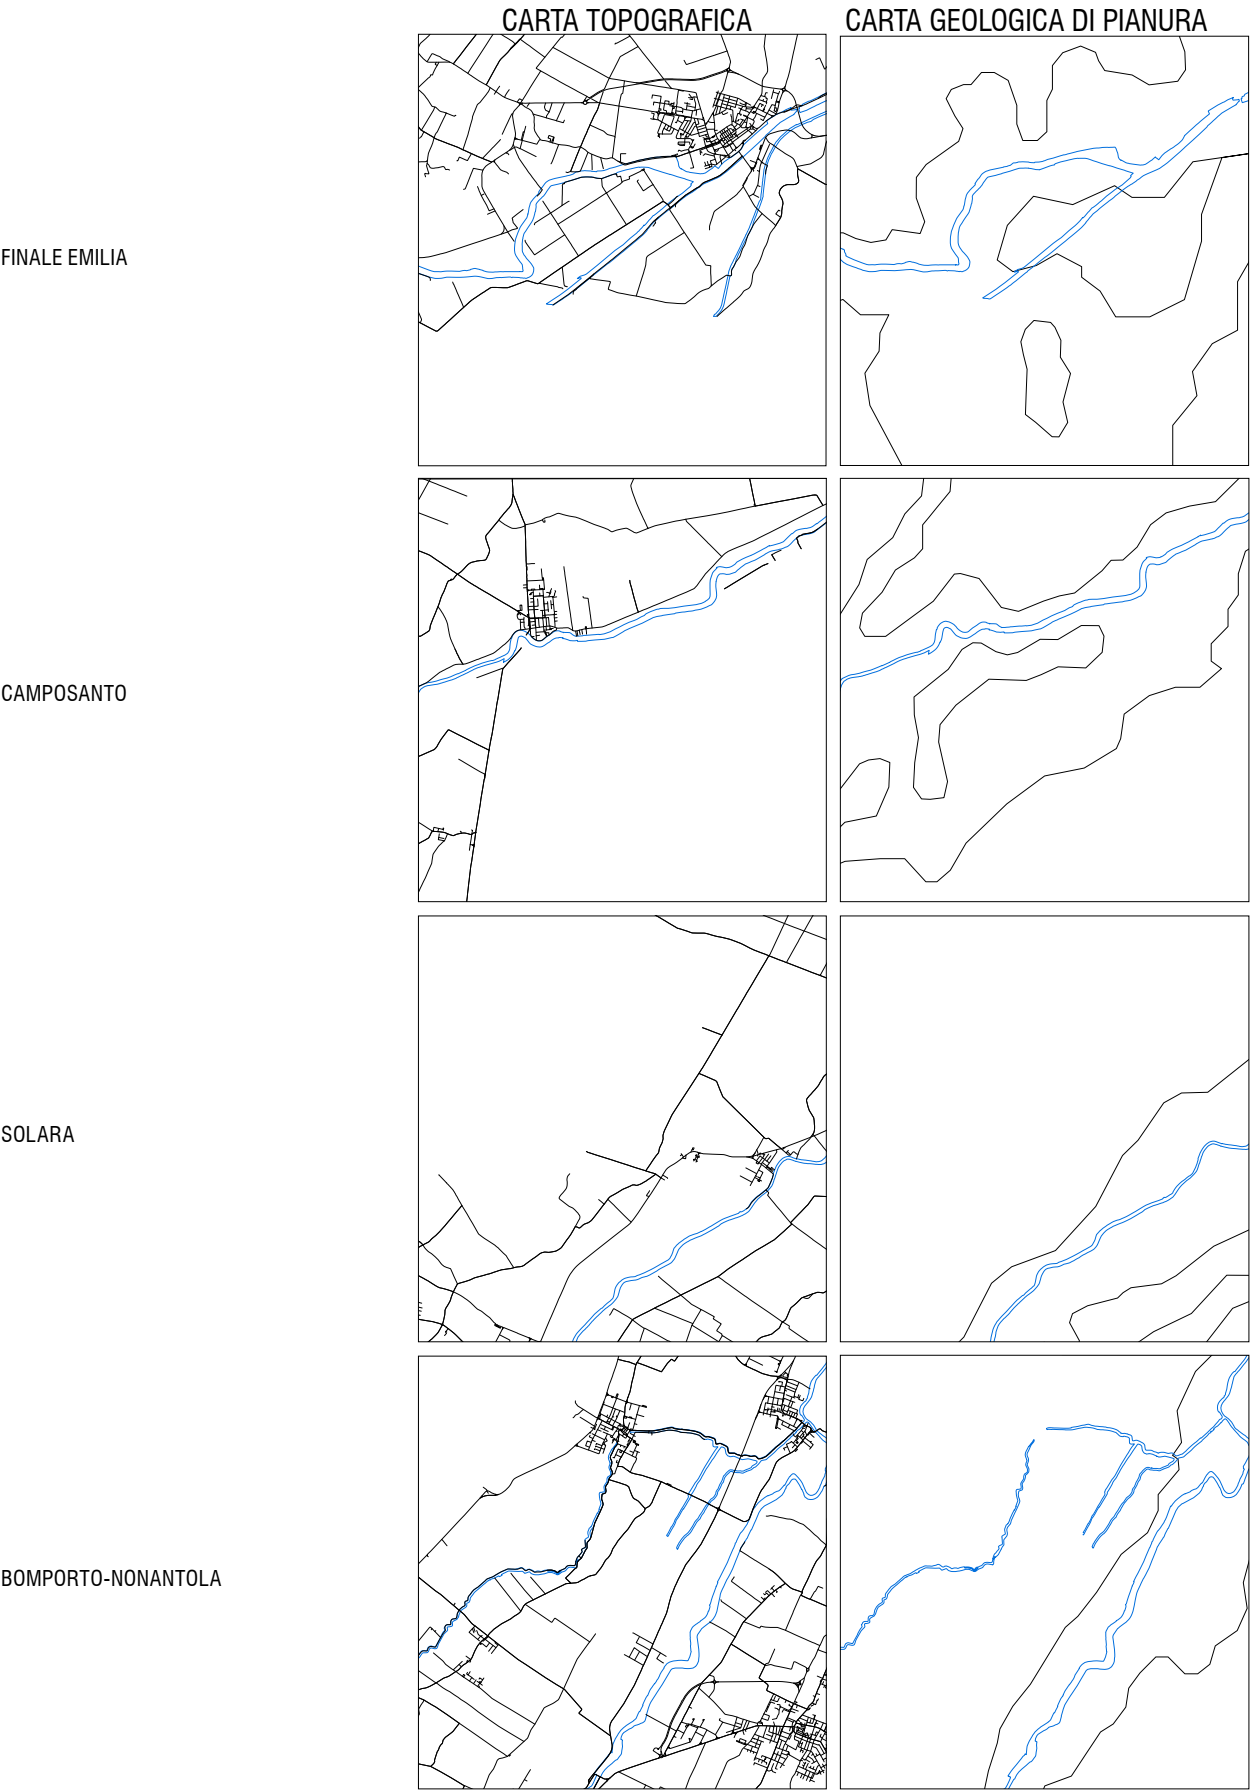 CARTA TOPOGRAFICA
CARTA GEOLOGICA DI PIANURA
FINALE EMILIA
CAMPOSANTO
SOLARA
BOMPORTO-NONANTOLA